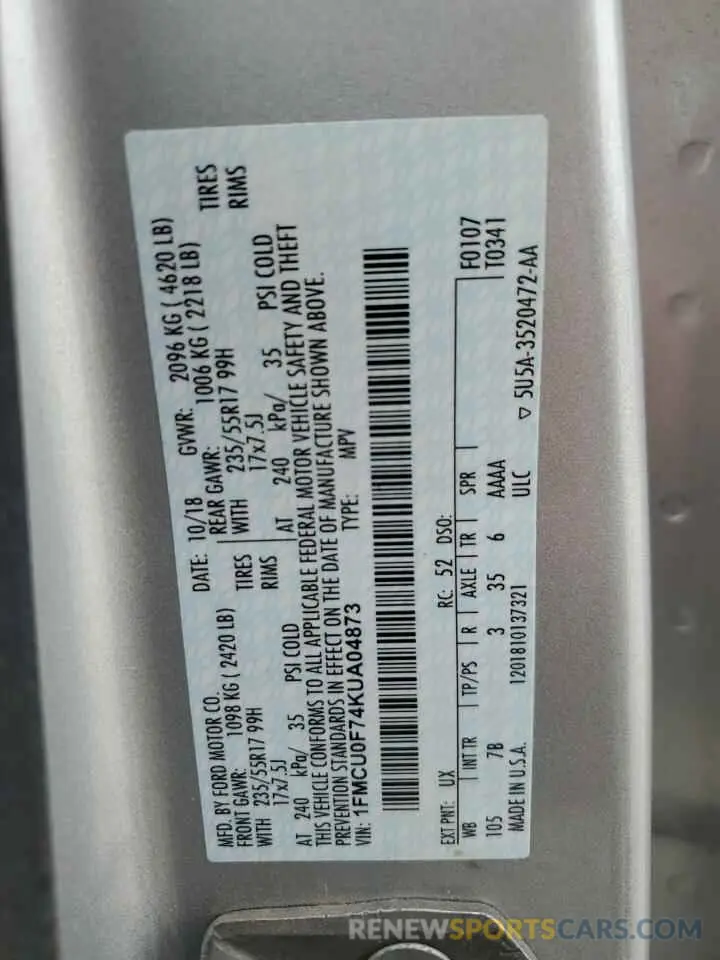 MFD. BY FORD MOTOR CO.
DATE: 10/18 GVWR: 2096 KG ( 4620 LB)
FRONT GAWR: 1098 KG ( 2420 LB) REAR GAWR: 1006 KG ( 2218 LB)
WITH 235/55R17 99H TIRES WITH 235/55R17 99H TIRES
17x7.5J RIMS 17x7.5J RIMS
AT 240 kPa/ 35 PSI COLD AT 240 kPa/ 35 PSI COLD
THIS VEHICLE CONFORMS TO ALL APPLICABLE FEDERAL MOTOR VEHICLE SAFETY AND THEFT
PREVENTION STANDARDS IN EFFECT ON THE DATE OF MANUFACTURE SHOWN ABOVE.
VIN: 1FMCU0F74KUA04873 TYPE: MPV
EXT PNT: UX RC: 52 DSO:
WB INT TR TP/PS R AXLE TR SPR F0107
105 7B 3 35 6 AAAA T0341
MADE IN U.S.A. 1201810137321 ULC
▽ 5U5A-3520472-AA
RENEWSPORTSCARS.COM